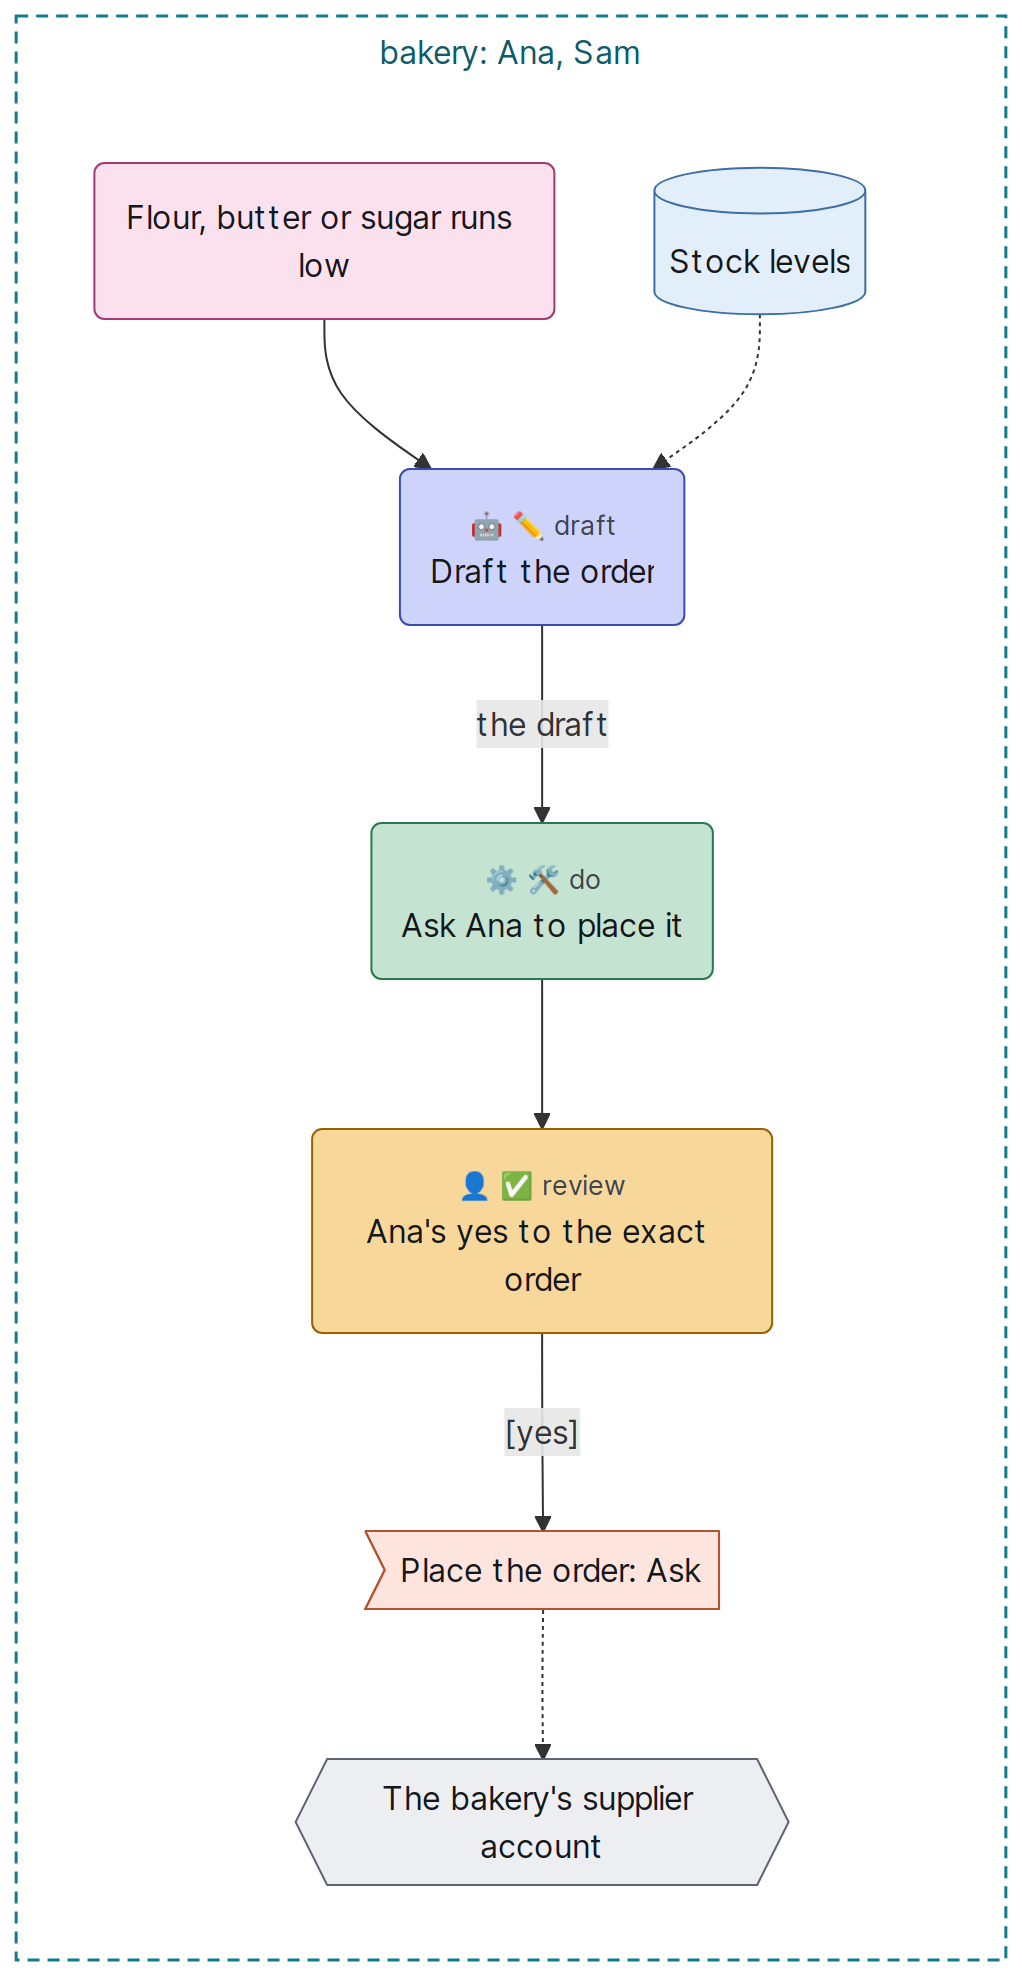 bakery: Ana, Sam
Flour, butter or sugar runs
low
Stock levels
🤖 ✏️ draft
Draft the order
the draft
⚙️ 🛠️ do
Ask Ana to place it
👤 ✅ review
Ana's yes to the exact
order
[yes]
Place the order: Ask
The bakery's supplier
account